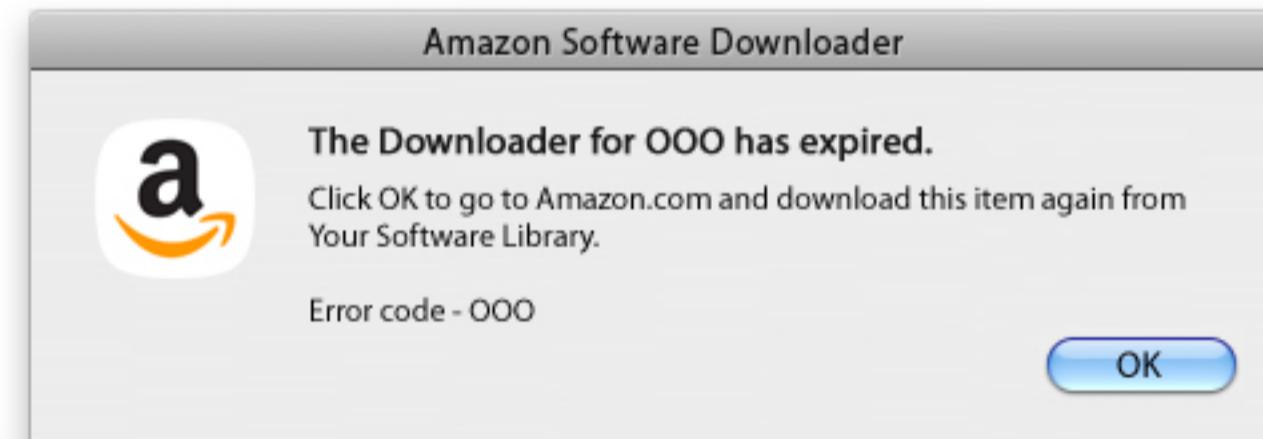 Amazon Software Downloader
a
The Downloader for OOO has expired.
Click OK to go to Amazon.com and download this item again from
Your Software Library.
Error code - OOO
OK